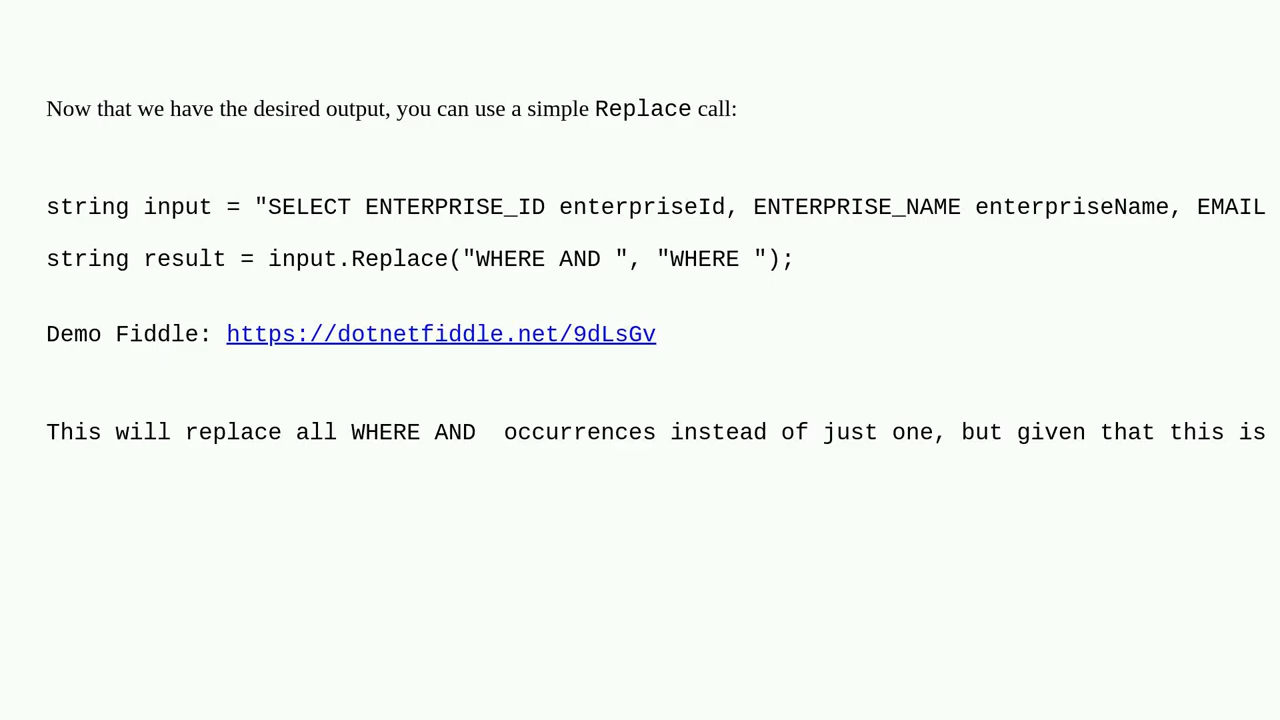 Now that we have the desired output, you can use a simple Replace call:
string input = "SELECT ENTERPRISE_ID enterpriseId, ENTERPRISE_NAME enterpriseName, EMAIL
string result = input.Replace("WHERE AND ", "WHERE ");
Demo Fiddle: https://dotnetfiddle.net/9dLsGv
This will replace all WHERE AND  occurrences instead of just one, but given that this is